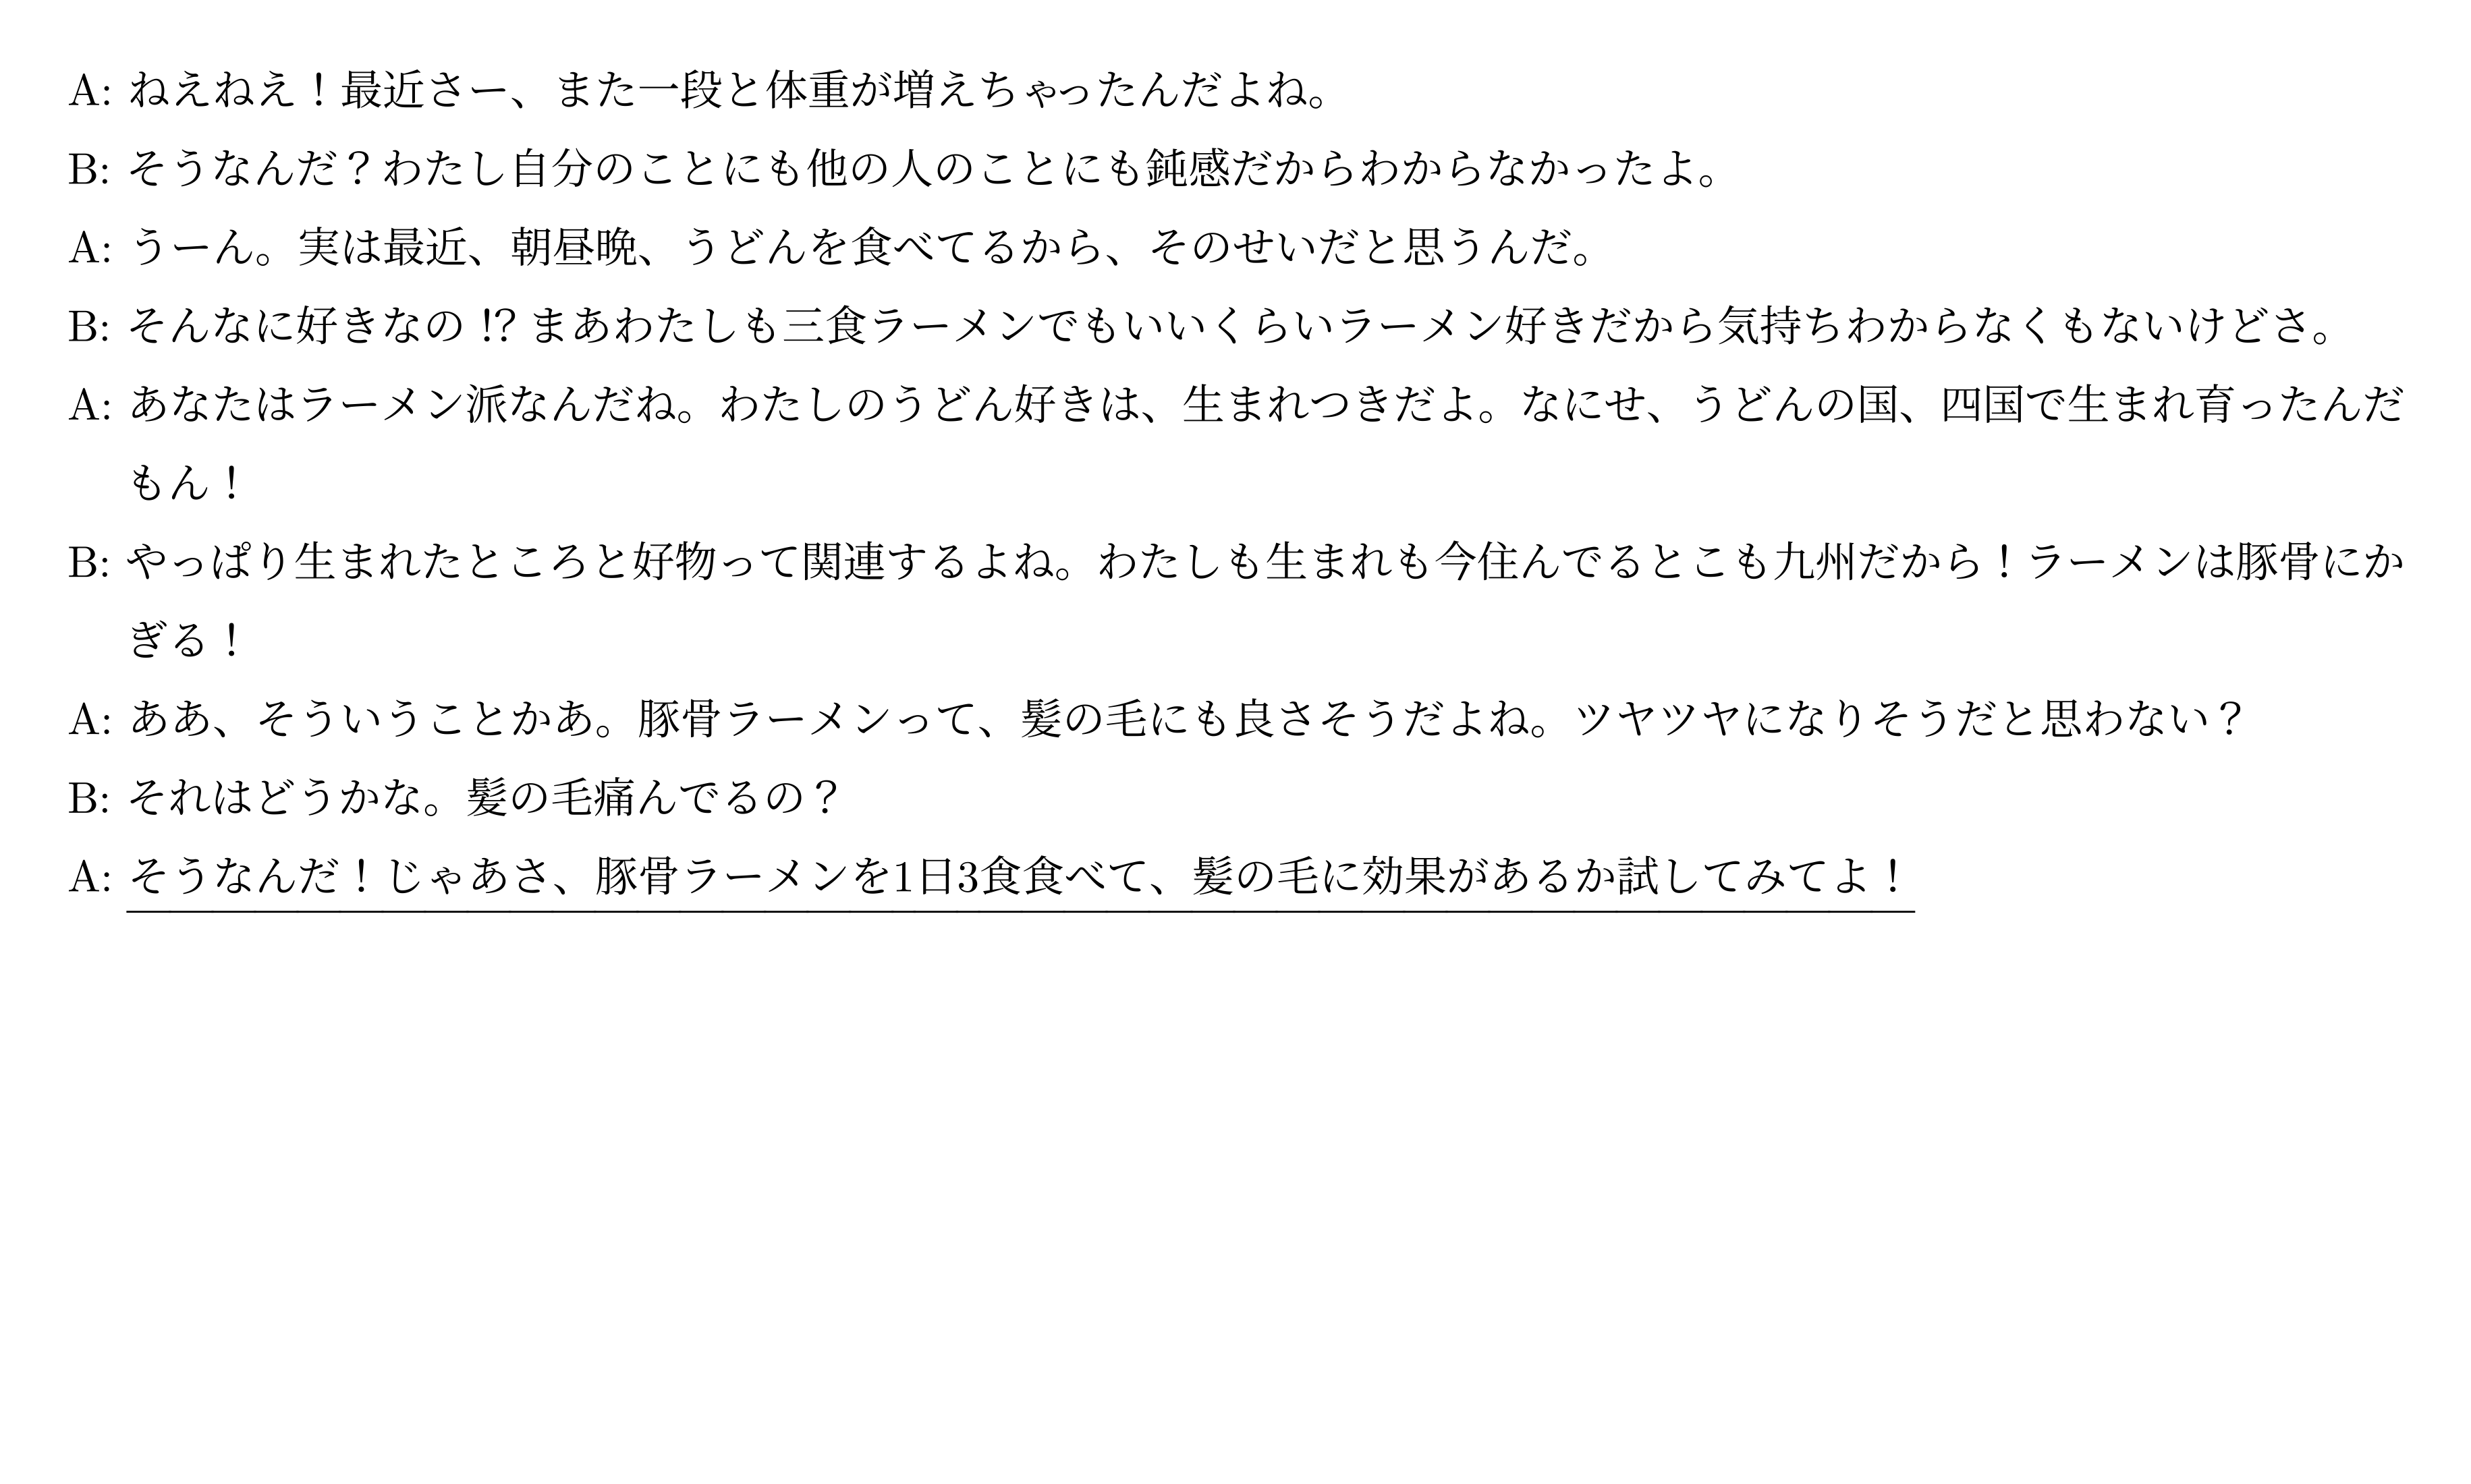 A: ねえねえ！最近さー、また一段と体重が増えちゃったんだよね。
B: そうなんだ？わたし自分のことにも他の人のことにも鈍感だからわからなかったよ。
A: うーん。実は最近、朝昼晩、うどんを食べてるから、そのせいだと思うんだ。
B: そんなに好きなの⁉まあわたしも三食ラーメンでもいいくらいラーメン好きだから気持ちわからなくもないけどさ。
A: あなたはラーメン派なんだね。わたしのうどん好きは、生まれつきだよ。なにせ、うどんの国、四国で生まれ育ったんだ
もん！
B: やっぱり生まれたところと好物って関連するよね。わたしも生まれも今住んでるとこも九州だから！ラーメンは豚骨にか
ぎる！
A: ああ、そういうことかあ。豚骨ラーメンって、髪の毛にも良さそうだよね。ツヤツヤになりそうだと思わない？
B: それはどうかな。髪の毛痛んでるの？
A: そうなんだ！じゃあさ、豚骨ラーメンを1日3食食べて、髪の毛に効果があるか試してみてよ！